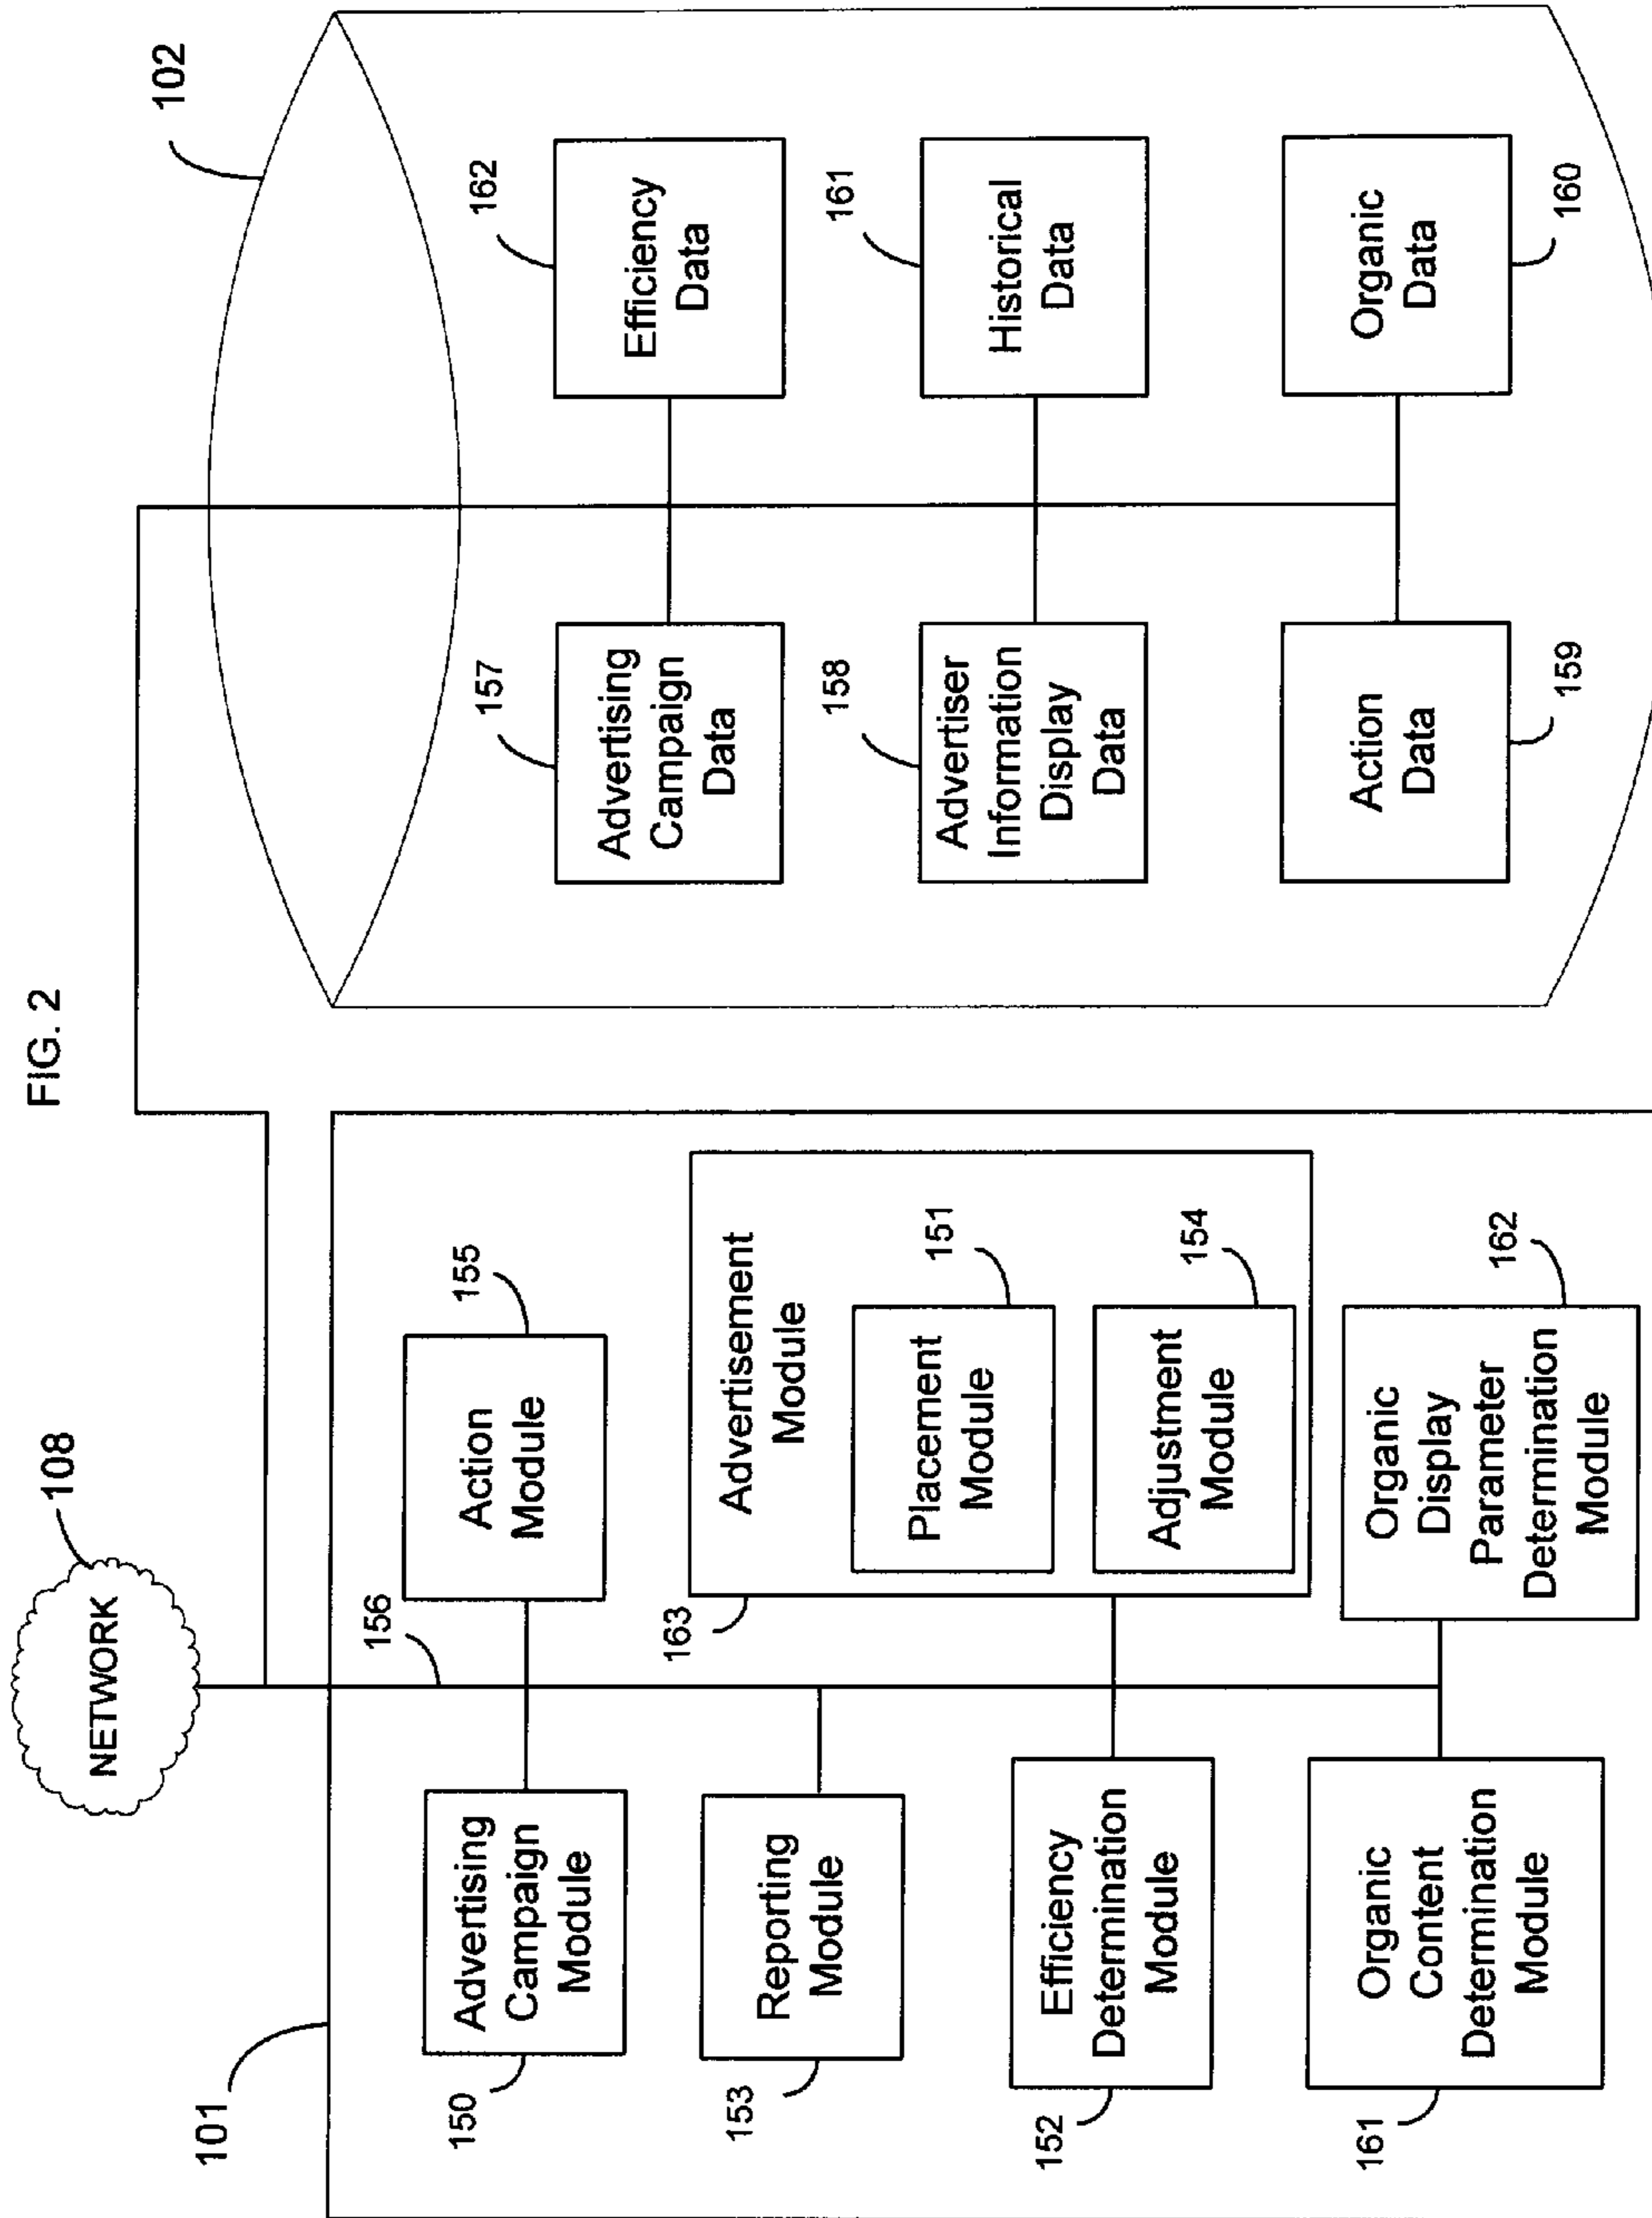 FIG. 2
NETWORK
108
101
156
150
Advertising
Campaign
Module
155
Action
Module
153
Reporting
Module
163
Advertisement
Module
151
Placement
Module
154
Adjustment
Module
152
Efficiency
Determination
Module
161
Organic
Content
Determination
Module
162
Organic
Display
Parameter
Determination
Module
102
157
Advertising
Campaign
Data
162
Efficiency
Data
158
Advertiser
Information
Display
Data
161
Historical
Data
159
Action
Data
160
Organic
Data